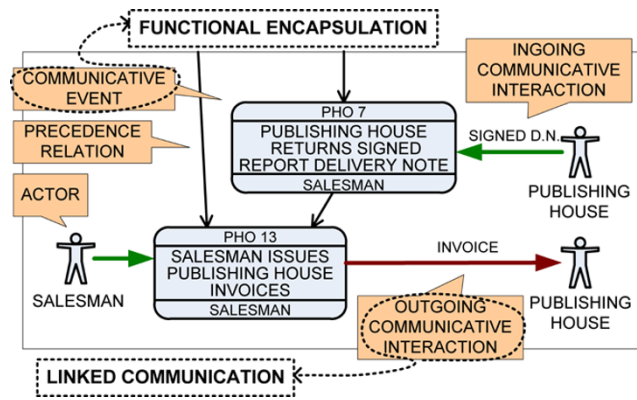 FUNCTIONAL ENCAPSULATION
COMMUNICATIVE
EVENT
INGOING
COMMUNICATIVE
INTERACTION
PRECEDENCE
RELATION
PHO 7
PUBLISHING HOUSE
RETURNS SIGNED
REPORT DELIVERY NOTE
SALESMAN
SIGNED D.N.
PUBLISHING
HOUSE
ACTOR
SALESMAN
PHO 13
SALESMAN ISSUES
PUBLISHING HOUSE
INVOICES
SALESMAN
INVOICE
PUBLISHING
HOUSE
OUTGOING
COMMUNICATIVE
INTERACTION
LINKED COMMUNICATION